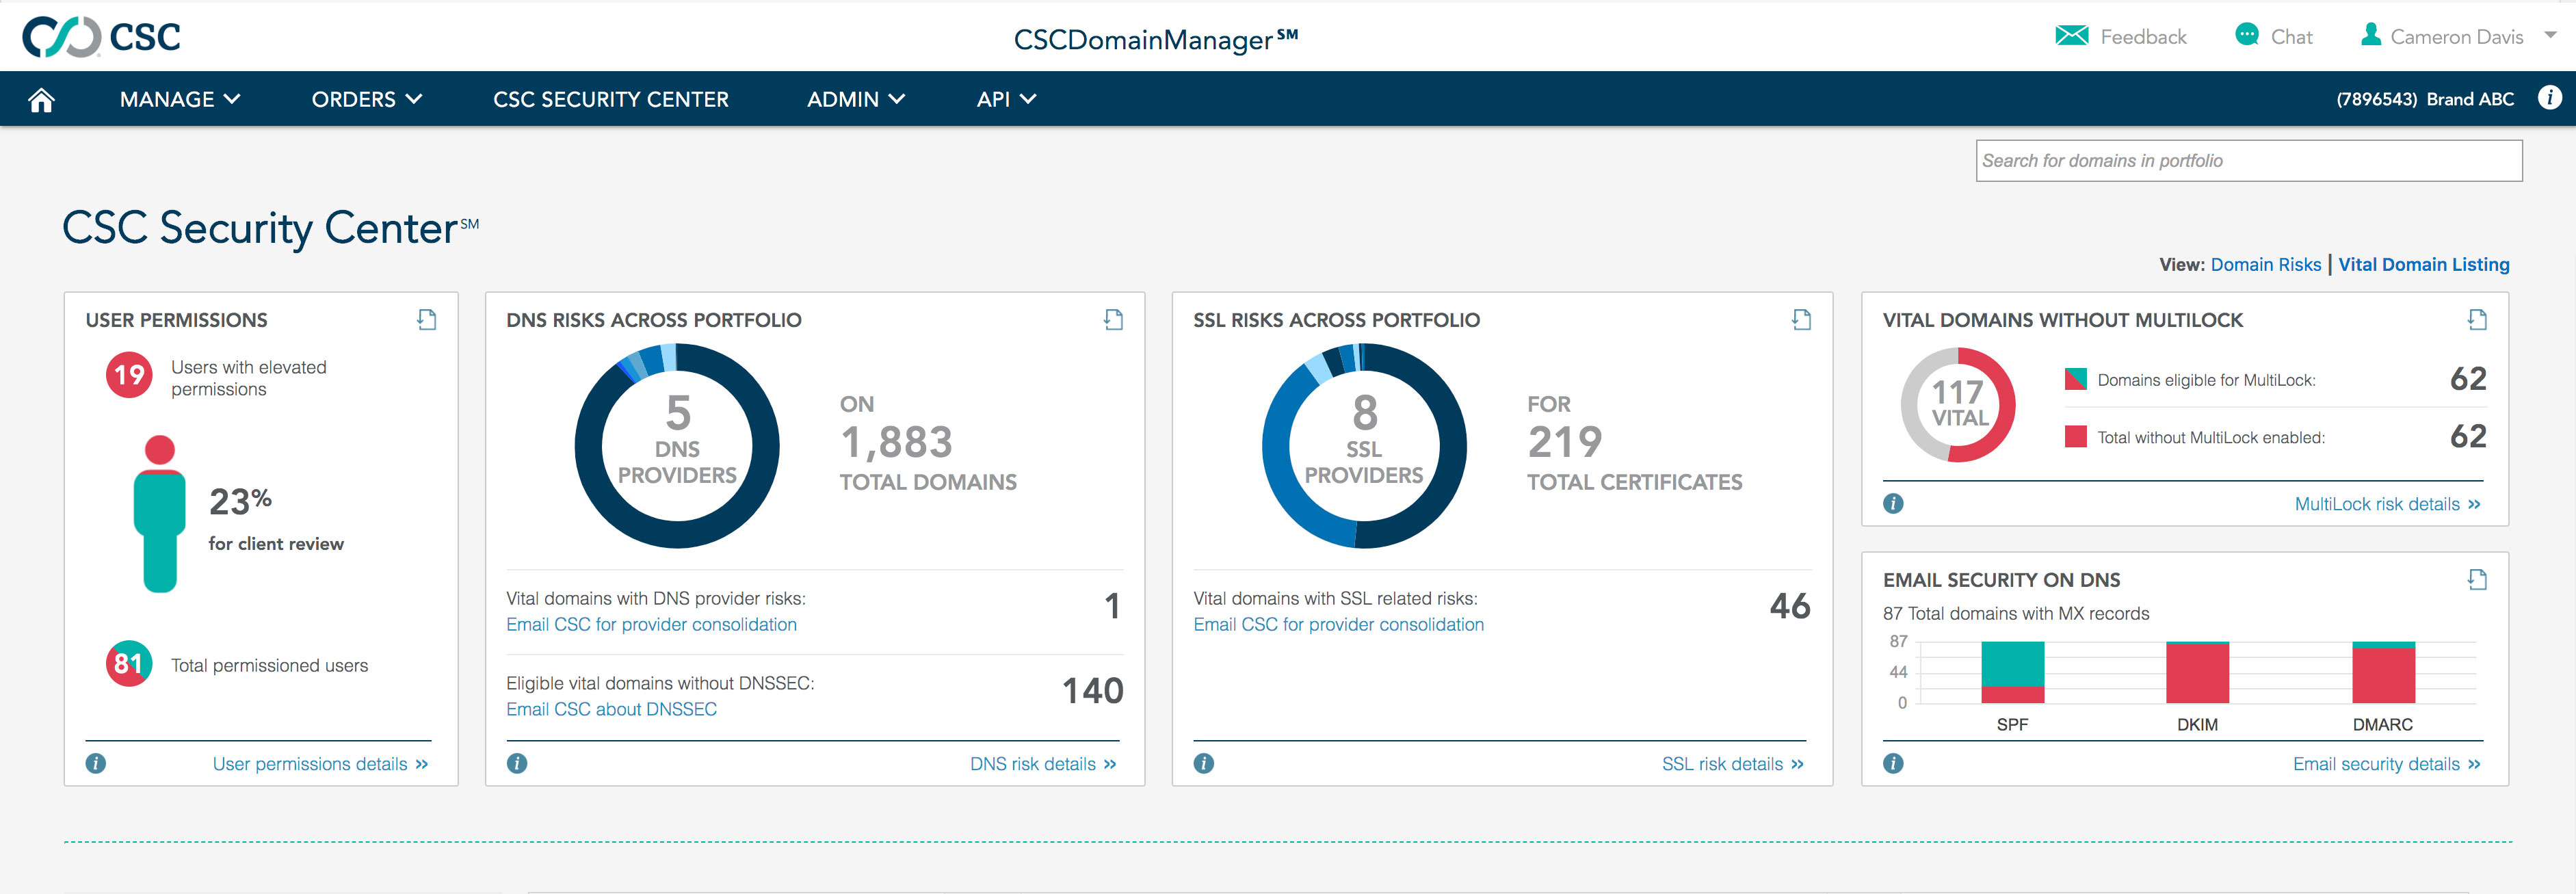 CSC
CSCDomainManager℠
Feedback
Chat
Cameron Davis
MANAGE
ORDERS
CSC SECURITY CENTER
ADMIN
API
(7896543) Brand ABC
i
Search for domains in portfolio
CSC Security Center℠
View: Domain Risks | Vital Domain Listing
USER PERMISSIONS
19
Users with elevated
permissions
23%
for client review
81
Total permissioned users
i
User permissions details »
DNS RISKS ACROSS PORTFOLIO
5
DNS
PROVIDERS
ON
1,883
TOTAL DOMAINS
Vital domains with DNS provider risks:
Email CSC for provider consolidation
1
Eligible vital domains without DNSSEC:
Email CSC about DNSSEC
140
i
DNS risk details »
SSL RISKS ACROSS PORTFOLIO
8
SSL
PROVIDERS
FOR
219
TOTAL CERTIFICATES
Vital domains with SSL related risks:
Email CSC for provider consolidation
46
i
SSL risk details »
VITAL DOMAINS WITHOUT MULTILOCK
117
VITAL
Domains eligible for MultiLock: 62
Total without MultiLock enabled: 62
i
MultiLock risk details »
EMAIL SECURITY ON DNS
87 Total domains with MX records
87
44
0
SPF
DKIM
DMARC
i
Email security details »